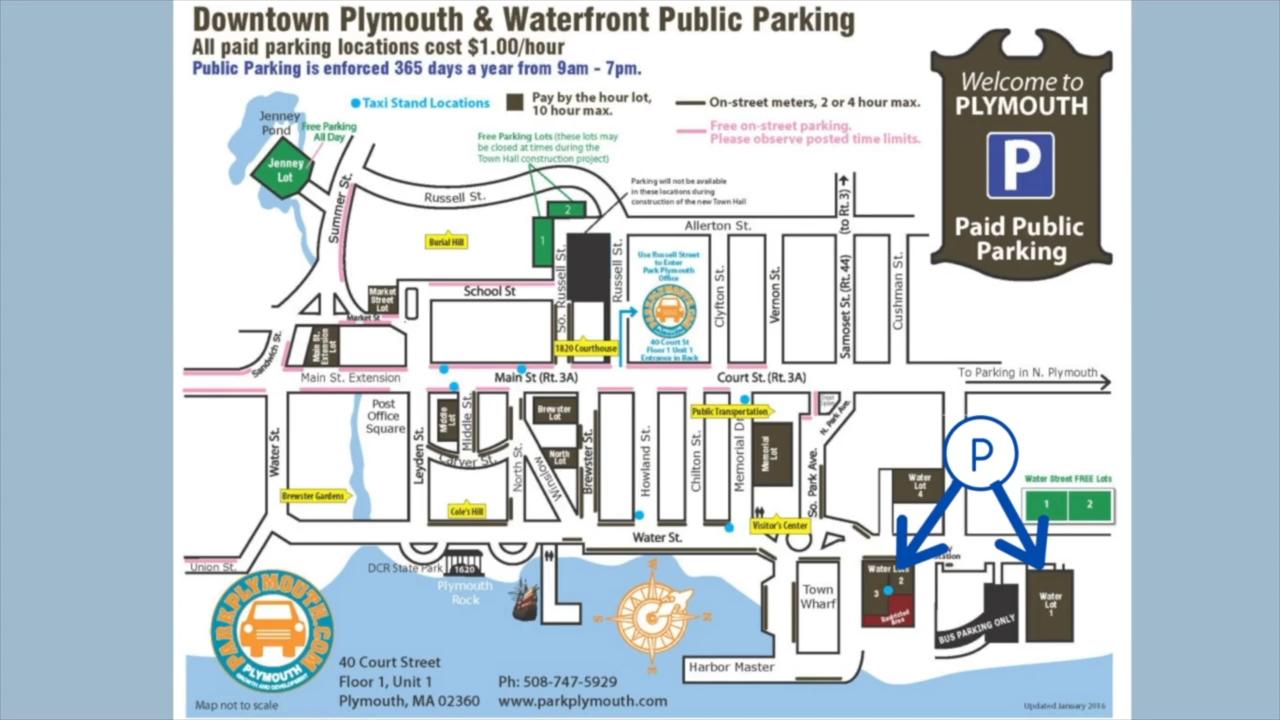 Downtown Plymouth & Waterfront Public Parking
All paid parking locations cost $1.00/hour
Public Parking is enforced 365 days a year from 9am - 7pm.
Taxi Stand Locations
Pay by the hour lot,
10 hour max.
On-street meters, 2 or 4 hour max.
Free on-street parking.
Please observe posted time limits.
Welcome to
PLYMOUTH
P
Paid Public
Parking
Jenney
Pond
Free Parking
All Day
Jenney
Lot
Free Parking Lots (these lots may
be closed at times during the
Town Hall construction project)
Parking will not be available
in these locations during
construction of the new Town Hall
Summer St.
Russell St.
2
1
Burial Hill
So. Russell St.
Russell St.
Allerton St.
Use Russell Street
to Enter
Park Plymouth
Office
PARKPLYMOUTH.COM
PLYMOUTH
40 Court St
Floor 1 Unit 1
Entrance in Back
Clyfton St.
Vernon St.
Samoset St. (Rt. 44)
(to Rt. 3)
Cushman St.
School St
Market
Street
Lot
Market St
Main St.
Extension
Lot
Sandwich St.
1820 Courthouse
Main St. Extension
Main St (Rt. 3A)
Court St. (Rt. 3A)
To Parking in N. Plymouth
Post
Office
Square
Water St.
Leyden St.
Middle
Lot
Middle St.
Carver St.
North St.
Brewster
Lot
North
Lot
Winslow
Brewster St.
Howland St.
Chilton St.
Memorial Dr
Public Transportation
Memorial
Lot
So. Park Ave.
N. Park Ave.
Brewster Gardens
Cole's Hill
Visitor's Center
Water
Lot
4
P
Water Street FREE Lots
1
2
Water St.
Union St.
DCR State Park
1620
Plymouth
Rock
N
E
S
W
Town
Wharf
Harbor Master
Water Lots
2
3
Restricted
Area
BUS PARKING ONLY
Water
Lot
1
PARKPLYMOUTH.COM
PLYMOUTH
GROWTH AND DEVELOPMENT
40 Court Street
Floor 1, Unit 1
Plymouth, MA 02360
Ph: 508-747-5929
www.parkplymouth.com
Map not to scale
Updated January 2016